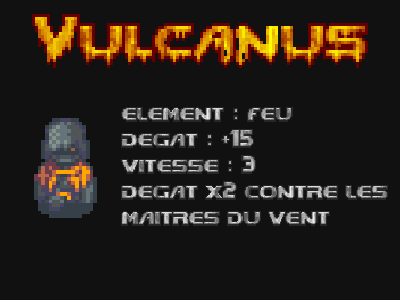 VULCANUS
ELEMENT : FEU
DEGAT : +15
VITESSE : 3
DEGAT X2 CONTRE LES
MAITRES DU VENT